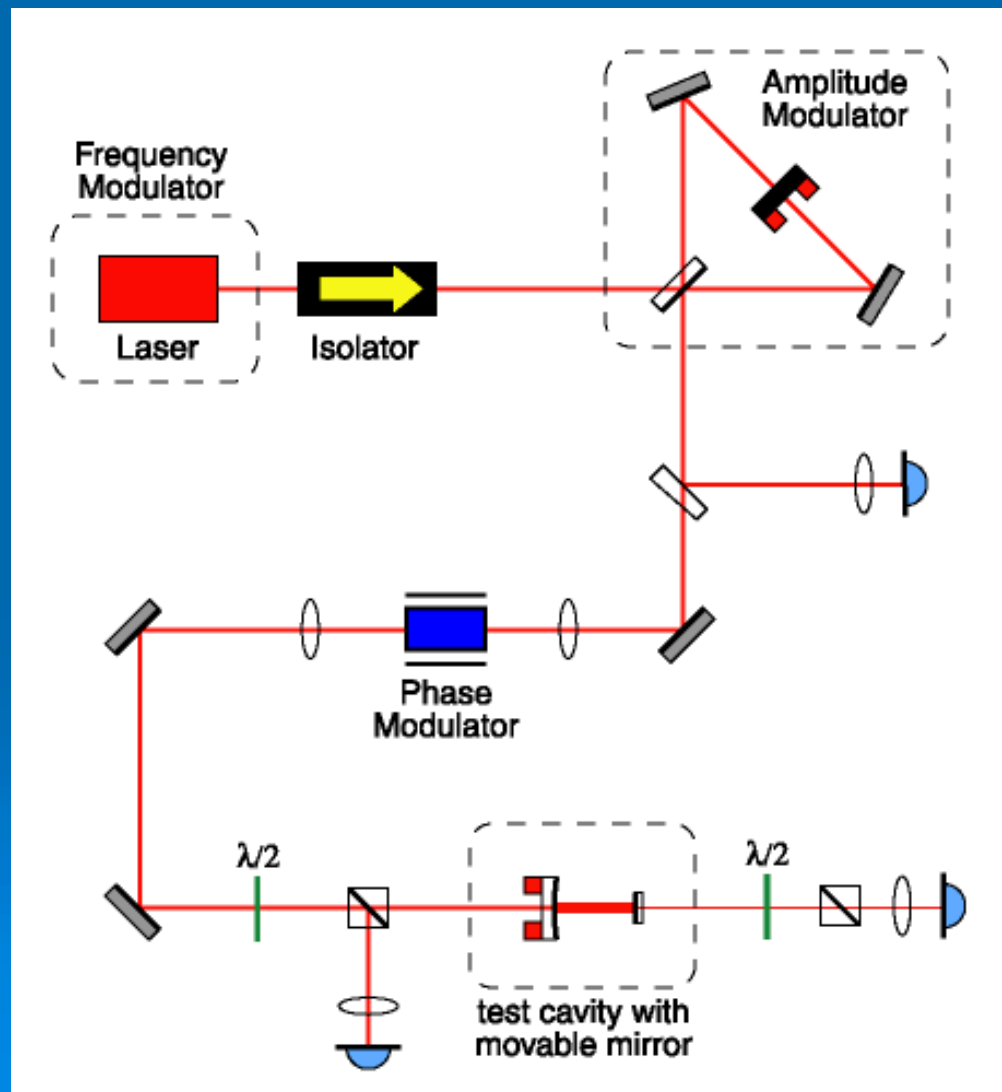 Amplitude
Modulator
Frequency
Modulator
Laser
Isolator
Phase
Modulator
λ/2
λ/2
test cavity with
movable mirror